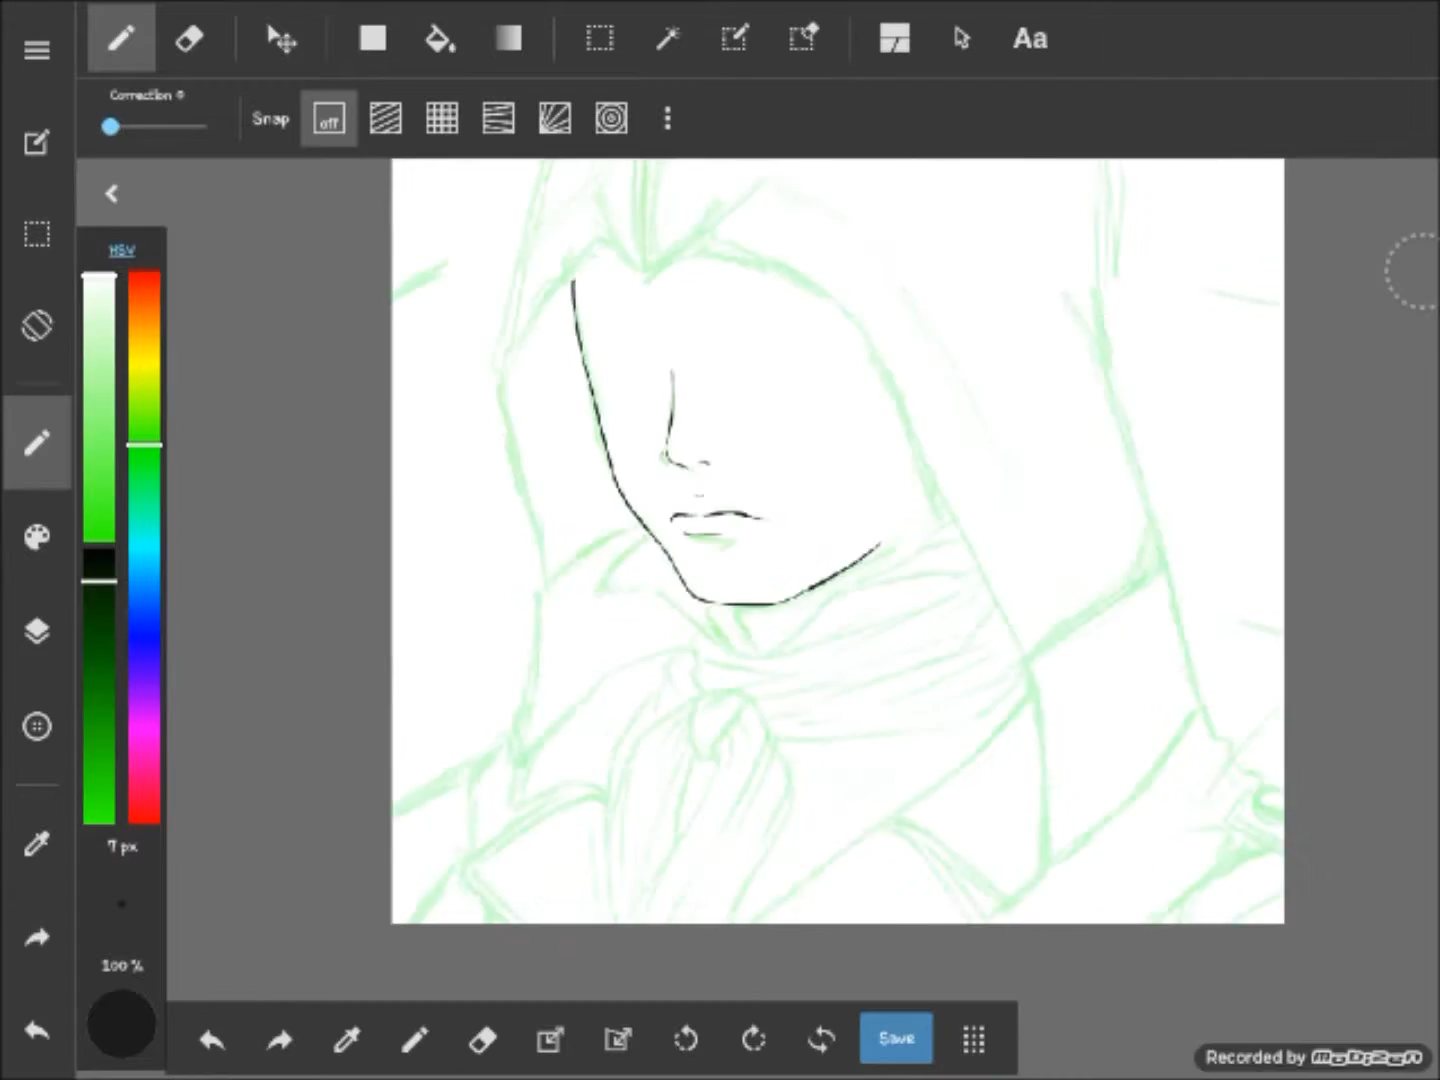 Aa
Correction
Snap
off
HSV
7 px
100 %
Save
Recorded by